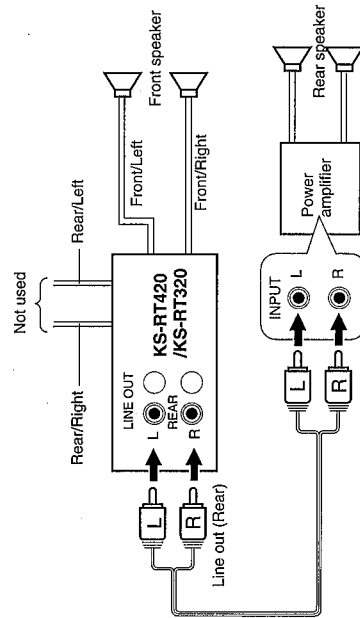 Not used
Rear/Right
Rear/Left
LINE OUT
L
REAR
R
KS-RT420
/KS-RT320
Front/Left
Front/Right
Front speaker
L
R
Line out (Rear)
L
R
INPUT
L
R
Power
amplifier
Rear speaker